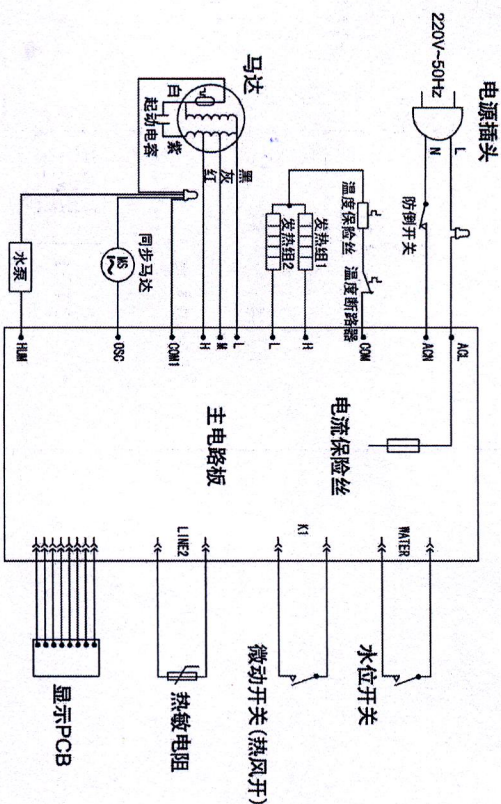 电源插头
220V~50Hz
L
N
防倒开关
温度保险丝
温度断路器
发热组1
发热组2
马达
白
起动电容
紫
黑
灰
红
同步马达
MS
水泵
ACL
ACN
COM
H
L
L
M
H
COM1
OSC
HUM
电流保险丝
主电路板
WATER
K1
LINE2
水位开关
微动开关(热风开)
热敏电阻
显示PCB